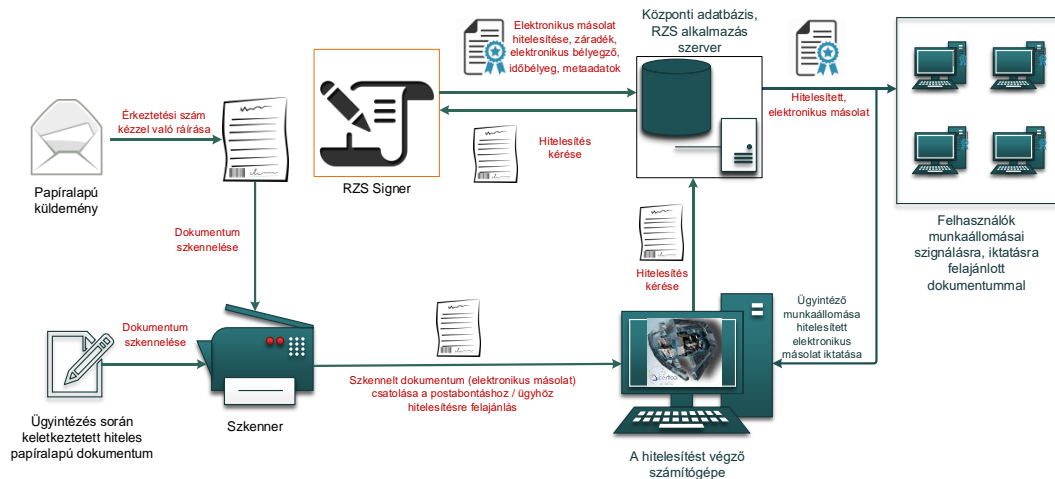 Érkeztetési szám
kézzel való ráírása
Papíralapú
küldemény
RZS Signer
Elektronikus másolat
hitelesítése, záradék,
elektronikus bélyegző,
időbélyeg, metaadatok
Hitelesítés
kérése
Központi adatbázis,
RZS alkalmazás
szerver
Hitelesített,
elektronikus másolat
Felhasználók
munkaállomásai
szignálásra, iktatásra
felajánlott
dokumentummal
Dokumentum
szkennelése
Hitelesítés
kérése
Dokumentum
szkennelése
Ügyintézés során
keletkeztetett hiteles
papíralapú dokumentum
Szkenner
Szkennelt dokumentum (elektronikus másolat)
csatolása a postabontáshoz / ügyhöz
hitelesítésre felajánlás
Ügyintéző
munkaállomása
hitelesített
elektronikus
másolat iktatása
A hitelesítést végző
számítógépe